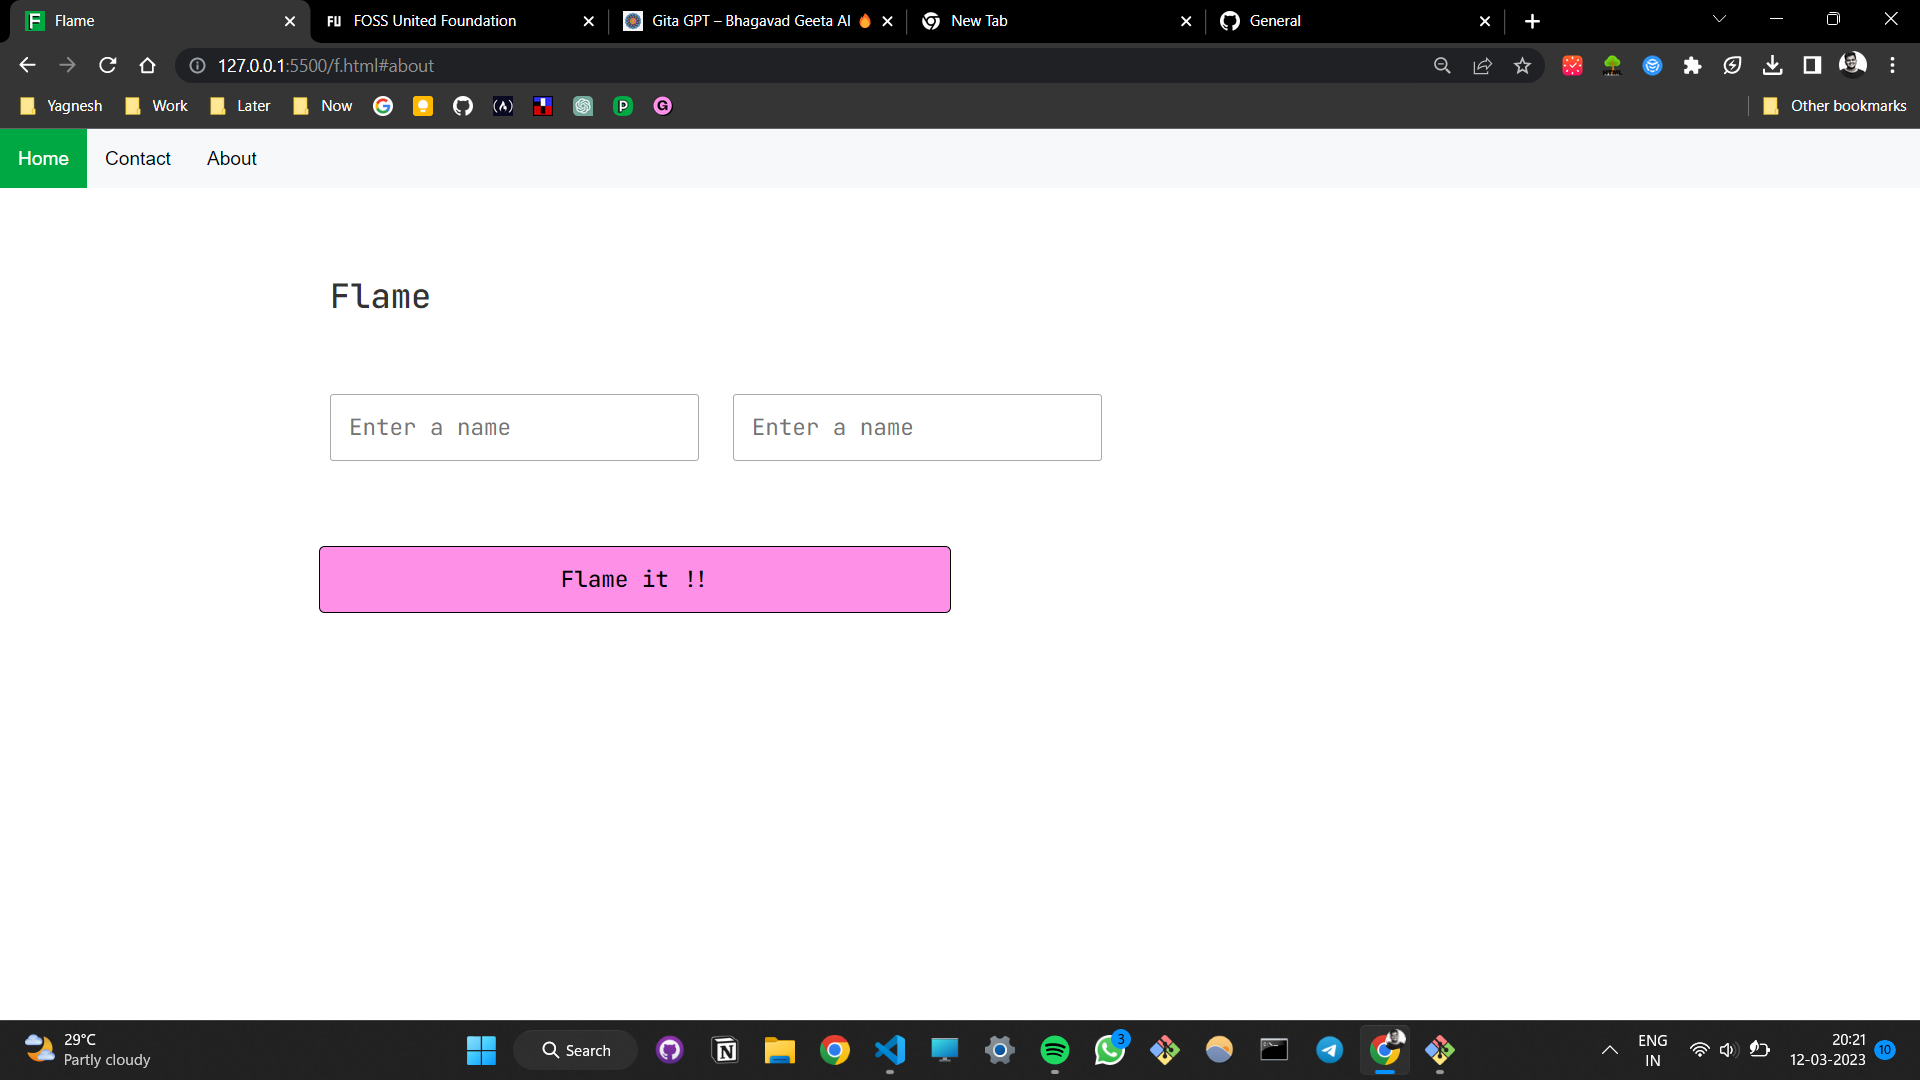 Flame
FOSS United Foundation
Gita GPT – Bhagavad Geeta AI 🔥
New Tab
General
127.0.0.1:5500/f.html#about
Yagnesh
Work
Later
Now
Other bookmarks
Home
Contact
About
Flame
Enter a name
Enter a name
Flame it !!
29°C
Partly cloudy
Search
3
ENG
IN
20:21
12-03-2023
10